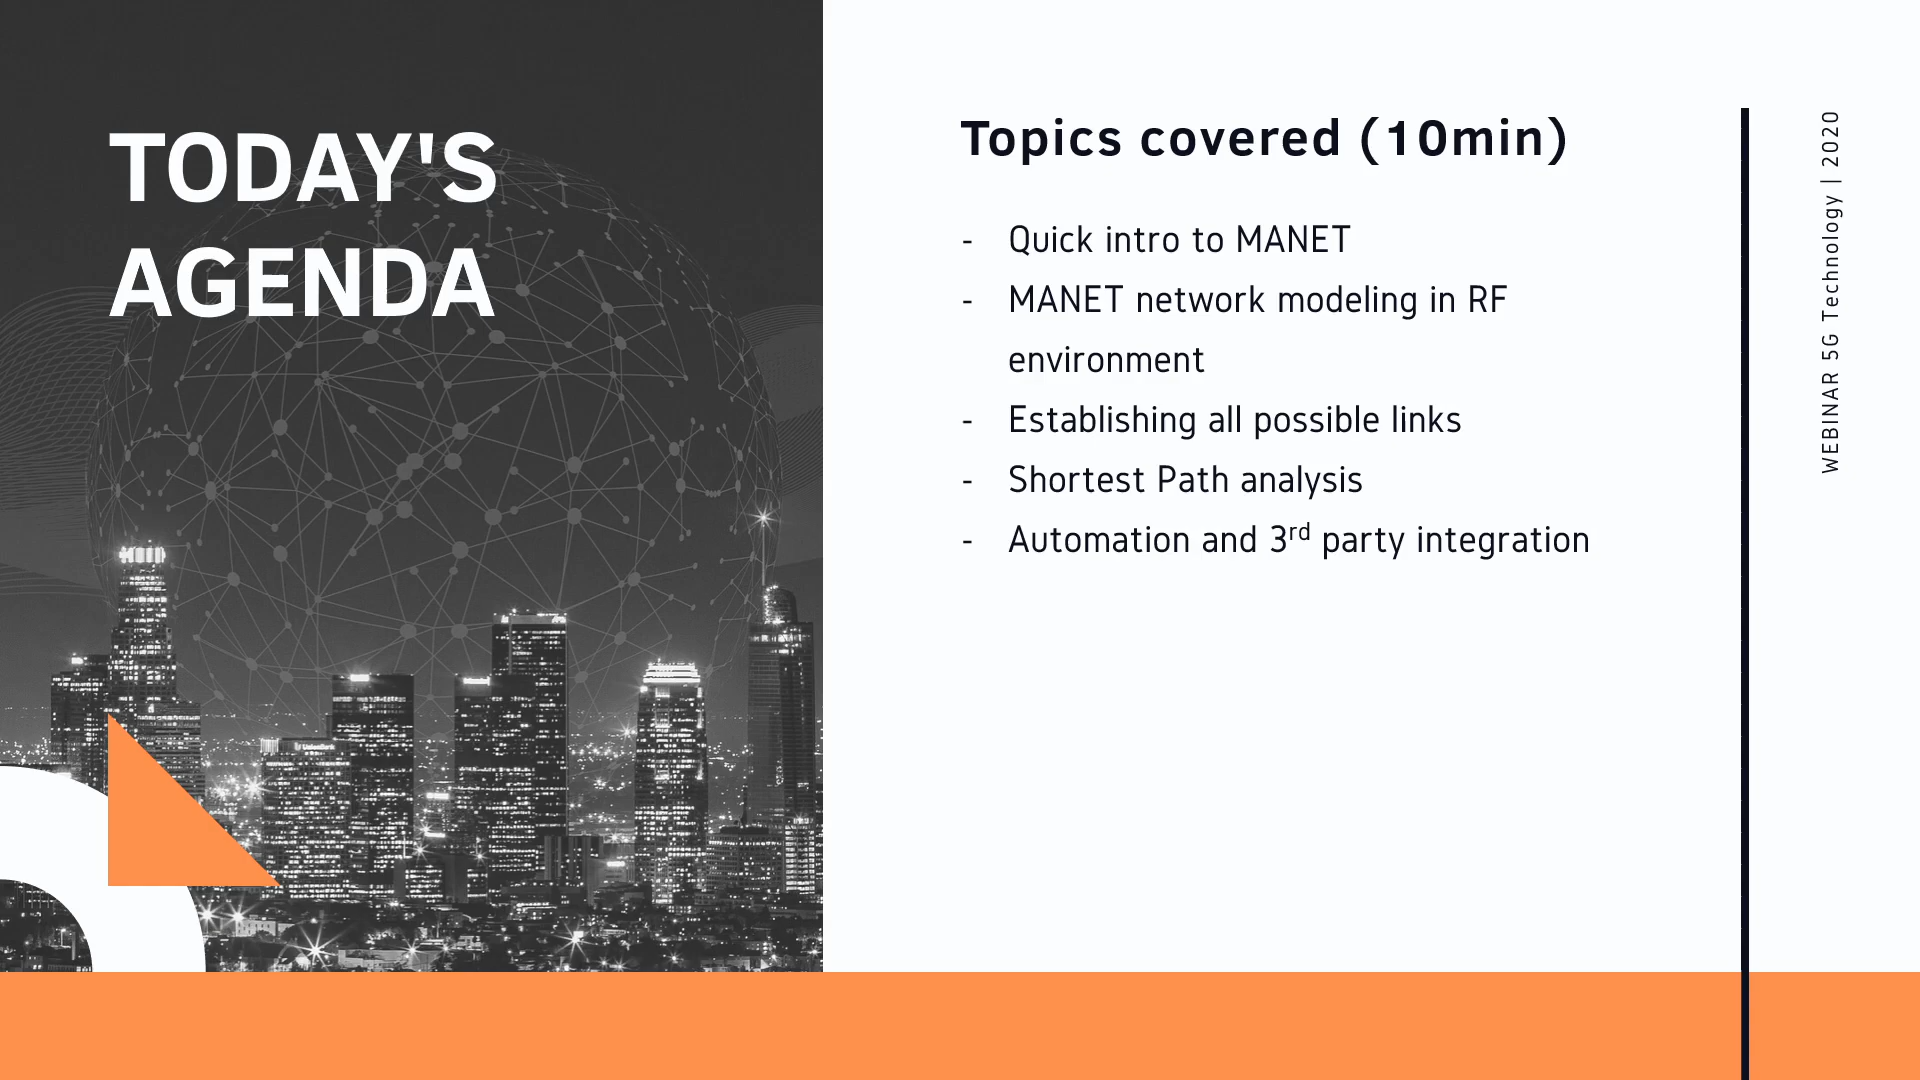 TODAY'S
AGENDA
Topics covered (10min)
- Quick intro to MANET
- MANET network modeling in RF
environment
- Establishing all possible links
- Shortest Path analysis
- Automation and 3rd party integration
WEBINAR 5G Technology | 2020
UnionBank